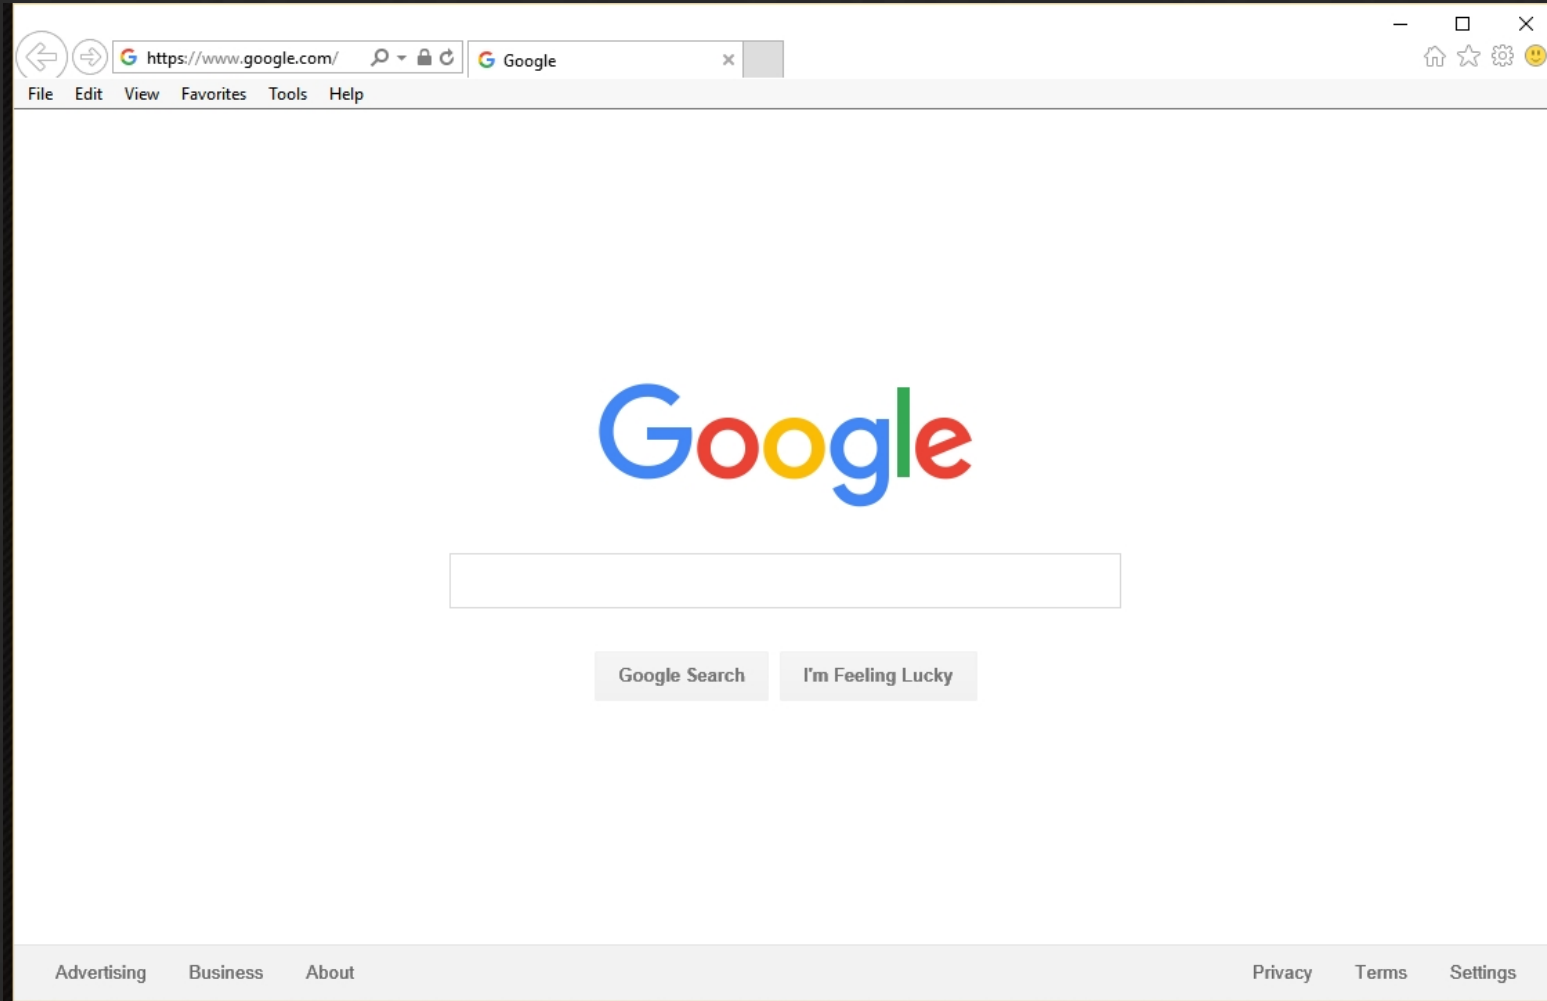 https://www.google.com/ Google
File Edit View Favorites Tools Help
Google
Google Search I'm Feeling Lucky
Advertising Business About Privacy Terms Settings